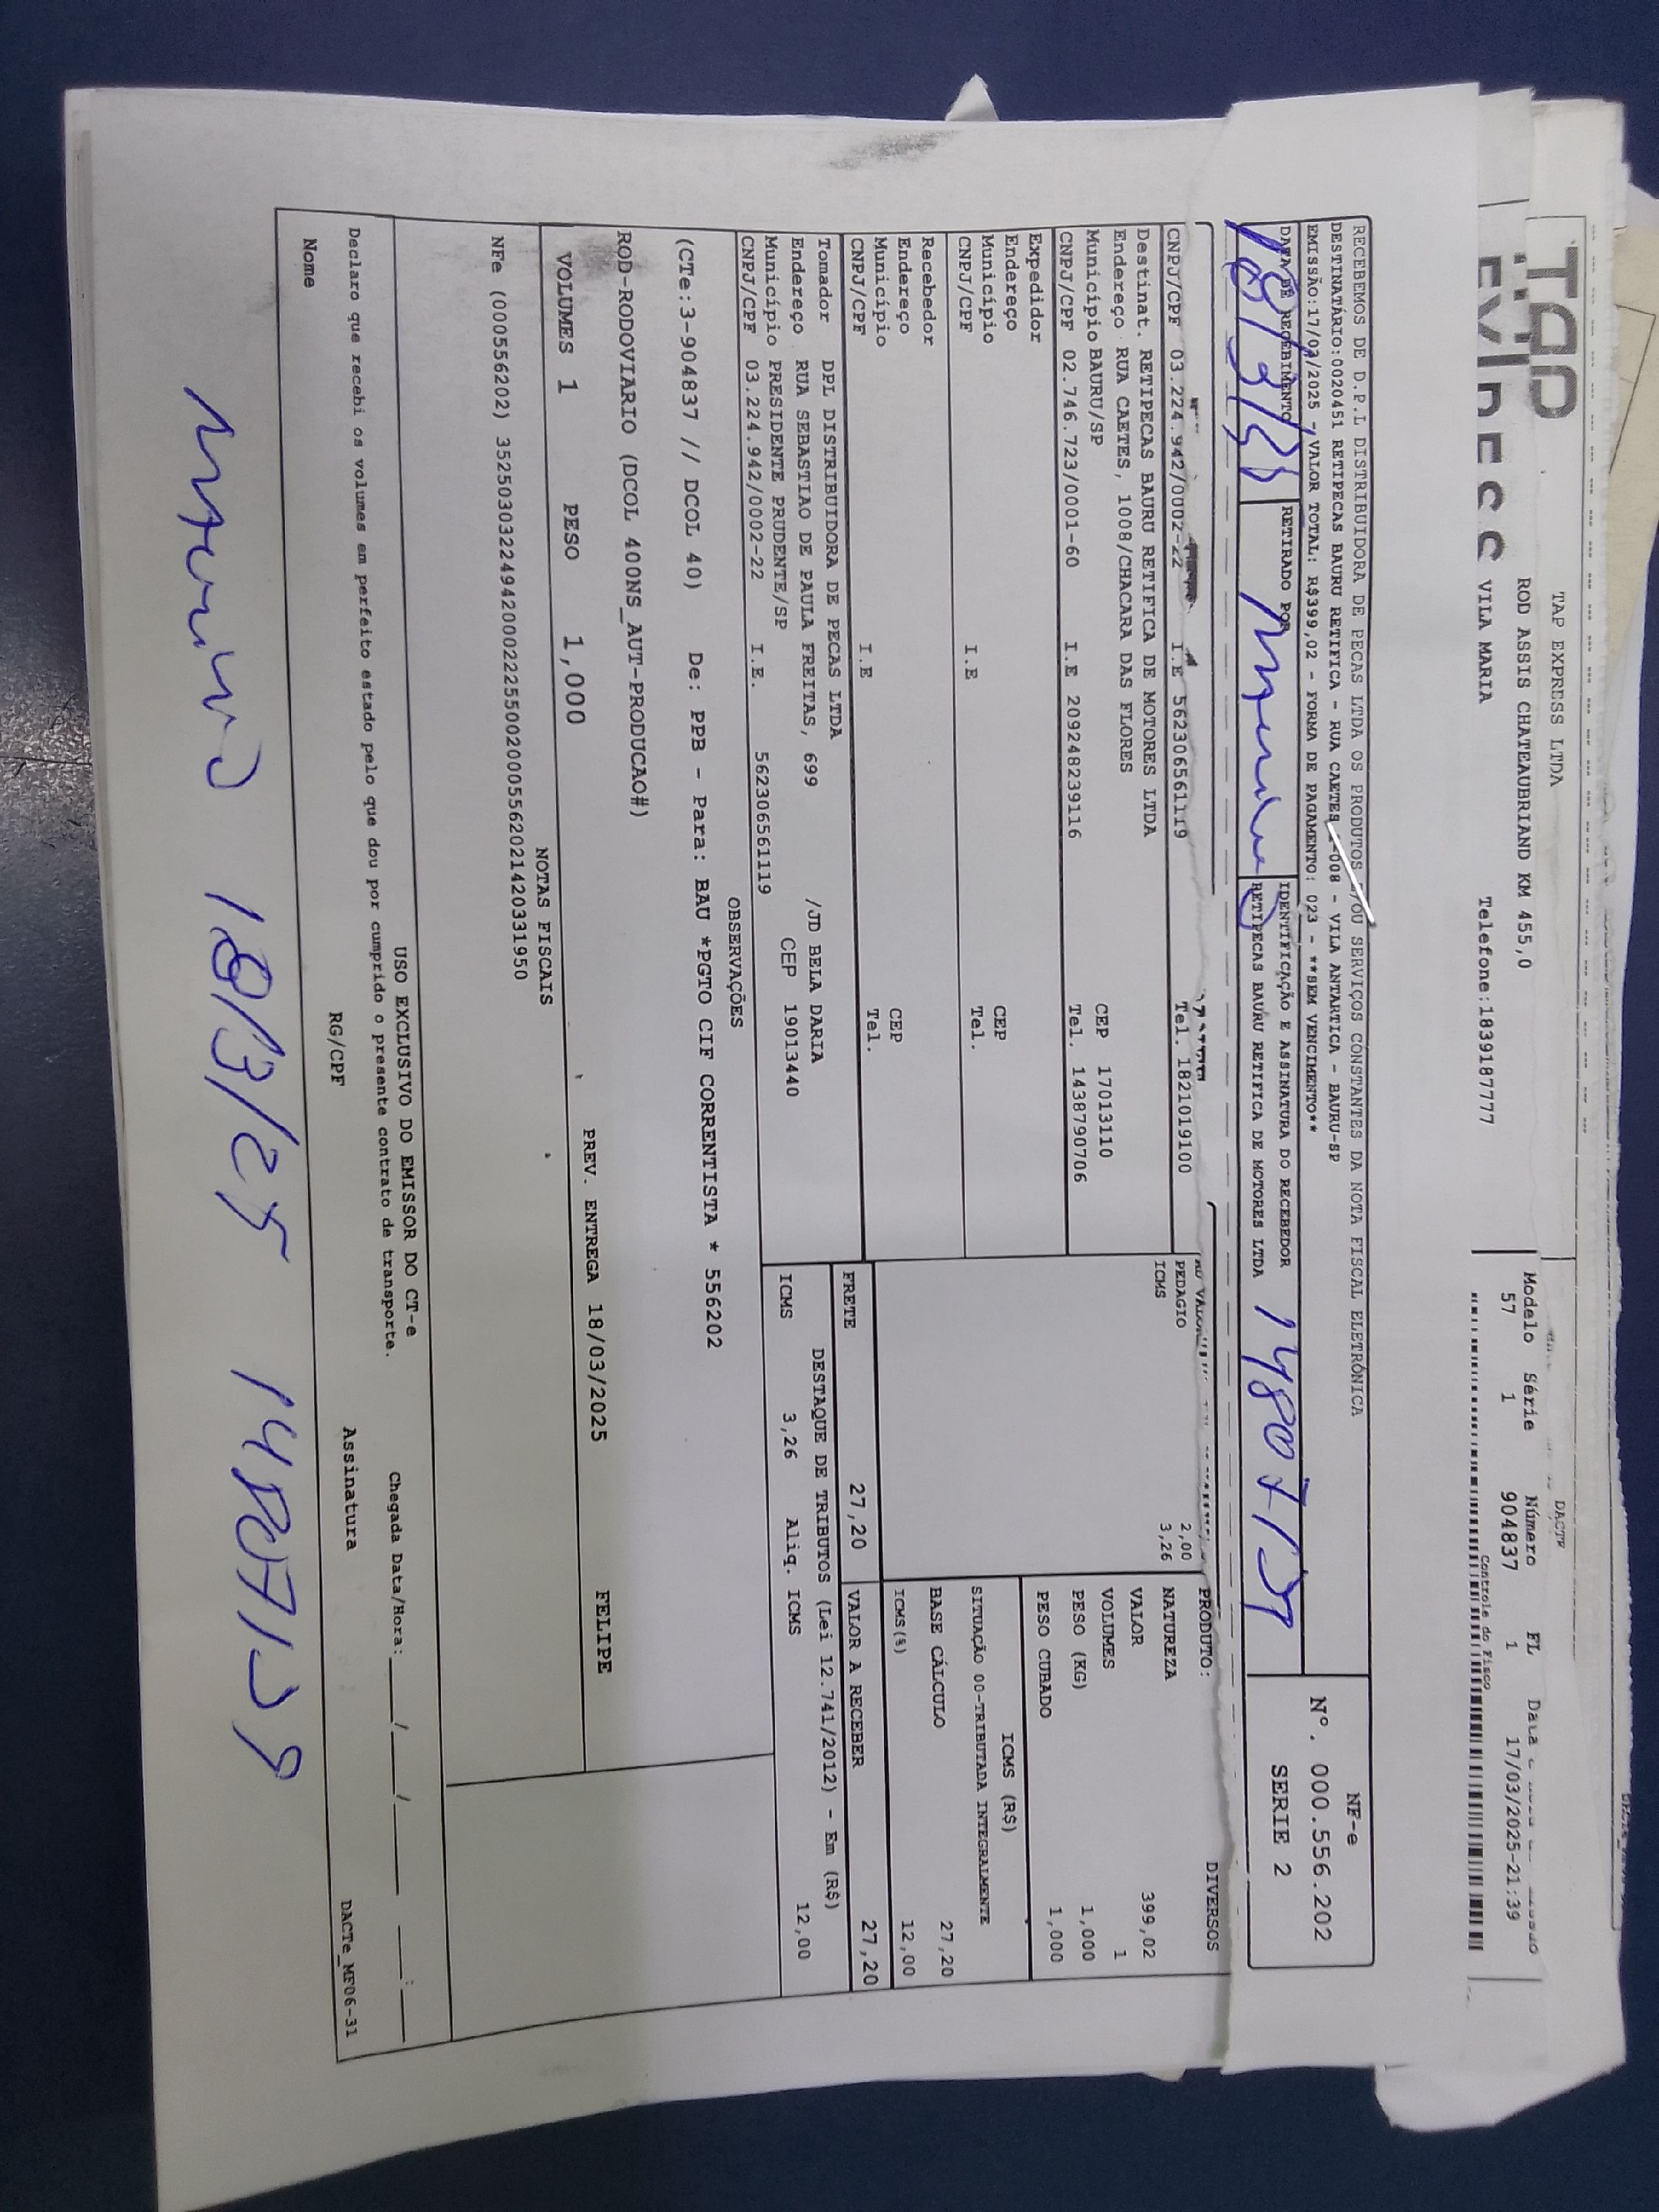 TAP EXPRESS LTDA
ROD ASSIS CHATEAUBRIAND KM 455,0
VILA MARIA Telefone:1839187777
DACTE
Modelo Série Número FL
57 1 904837 1 17/03/2025-21:39
Controle do Fisco
RECEBEMOS DE D.P.L DISTRIBUIDORA DE PECAS LTDA OS PRODUTOS E/OU SERVIÇOS CONSTANTES DA NOTA FISCAL ELETRÔNICA
DESTINATÁRIO:0020451 RETIPECAS BAURU RETIFICA - RUA CAETES 1-008 - VILA ANTARTICA - BAURU-SP
EMISSÃO:17/03/2025 - VALOR TOTAL: R$399,02 - FORMA DE PAGAMENTO: 023 - **SEM VENCIMENTO**
NF-e
Nº. 000.556.202
SERIE 2
DATA DE RECEBIMENTO RETIRADO POR IDENTIFICAÇÃO E ASSINATURA DO RECEBEDOR
RETIPECAS BAURU RETIFICA DE MOTORES LTDA
18/3/25
CNPJ/CPF 03.224.942/0002-22 I.E 562306561119 Tel. 1821019100
Destinat. RETIPECAS BAURU RETIFICA DE MOTORES LTDA
Endereço RUA CAETES, 1008/CHACARA DAS FLORES
Município BAURU/SP CEP 17013110
CNPJ/CPF 02.746.723/0001-60 I.E 209248239116 Tel. 1438790706
Expedidor
Endereço
Município CEP
CNPJ/CPF I.E Tel.
Recebedor
Endereço
Município CEP
CNPJ/CPF I.E Tel.
Tomador DPL DISTRIBUIDORA DE PECAS LTDA
Endereço RUA SEBASTIAO DE PAULA FREITAS, 699 /JD BELA DARIA
Município PRESIDENTE PRUDENTE/SP CEP 19013440
CNPJ/CPF 03.224.942/0002-22 I.E. 562306561119
PEDAGIO 2,00
ICMS 3,26
PRODUTO: DIVERSOS
NATUREZA
VALOR 399,02
VOLUMES 1
PESO (KG) 1,000
PESO CUBADO 1,000
ICMS (R$)
SITUAÇÃO 00-TRIBUTADA INTEGRALMENTE
BASE CÁLCULO 27,20
ICMS(%) 12,00
FRETE 27,20 VALOR A RECEBER 27,20
DESTAQUE DE TRIBUTOS (Lei 12.741/2012) - Em (R$)
ICMS 3,26 Aliq. ICMS 12,00
OBSERVAÇÕES
(CTe:3-904837 // DCOL 40) De: PPB - Para: BAU *PGTO CIF CORRENTISTA * 556202
ROD-RODOVIARIO (DCOL 400NS_AUT-PRODUCAO#)
VOLUMES 1 PESO 1,000 PREV. ENTREGA 18/03/2025 FELIPE
NOTAS FISCAIS
NFe (000556202) 35250303224942000222550020005562021420331950
USO EXCLUSIVO DO EMISSOR DO CT-e
Declaro que recebi os volumes em perfeito estado pelo que dou por cumprido o presente contrato de transporte.
Chegada Data/Hora: ___/___/___ ___:___
Nome RG/CPF Assinatura
DACTe_MF06-31
18/3/25